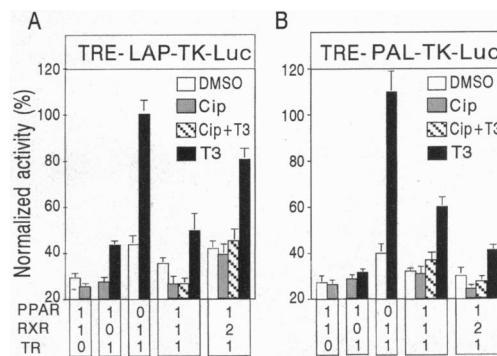 A
TRE-LAP-TK-Luc
Normalized activity (%)
120
100
80
60
40
20
DMSO
Cip
Cip+T3
T3
PPAR 1 1 0 1 1
RXR 1 0 1 1 2
TR 0 1 1 1 1
B
TRE-PAL-TK-Luc
120
100
80
60
40
20
DMSO
Cip
Cip+T3
T3
1 1 0 1 1
1 0 1 1 2
0 1 1 1 1